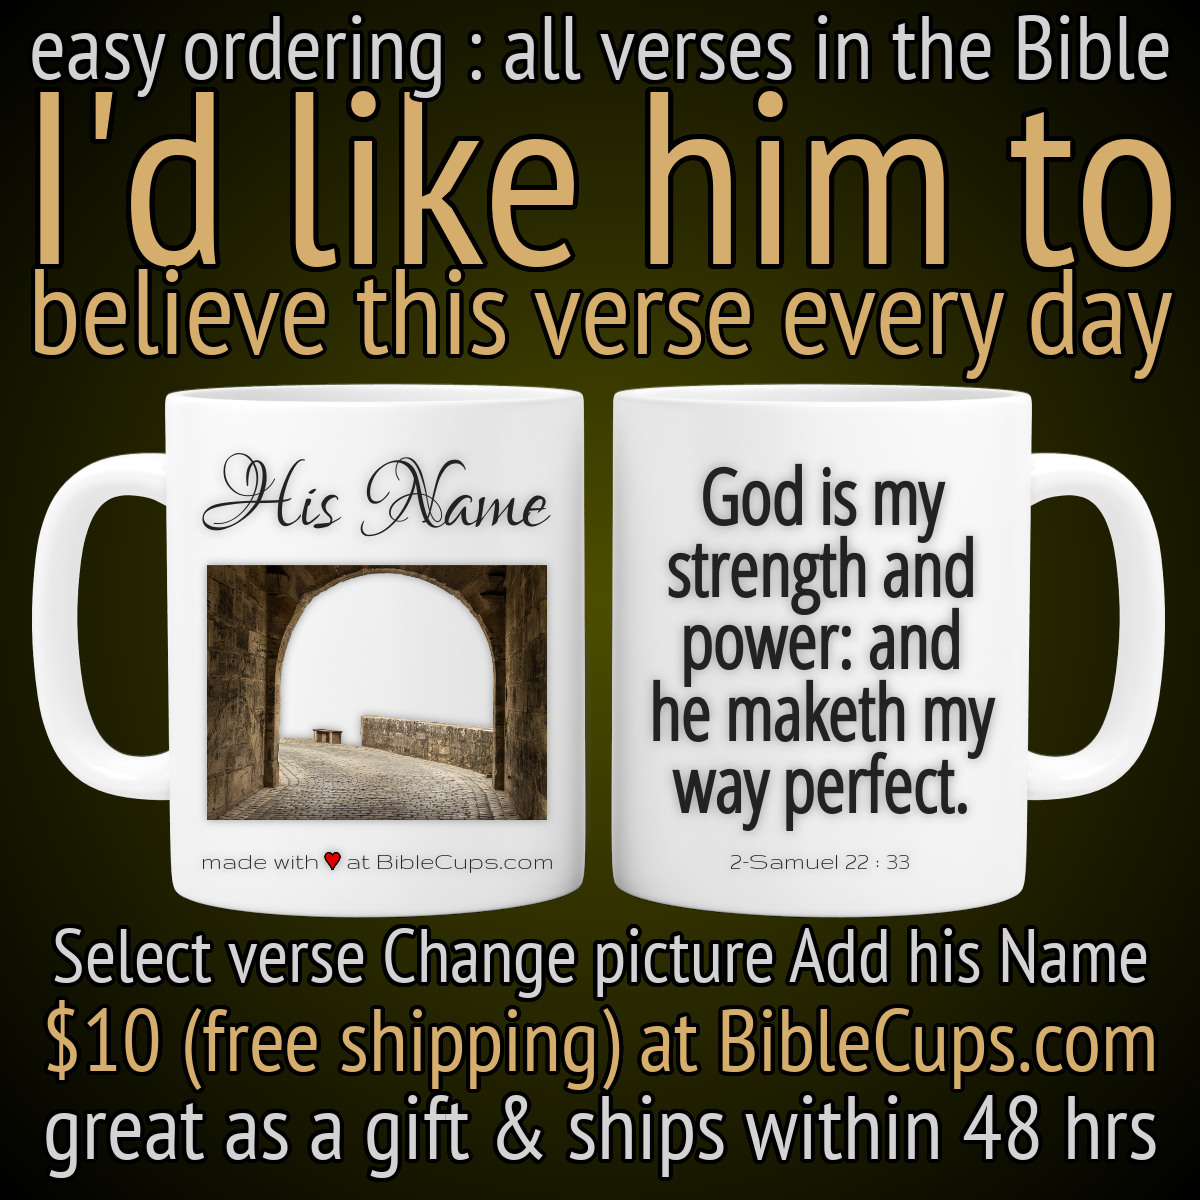 easy ordering : all verses in the Bible
I'd like him to
believe this verse every day
His Name
made with ♥ at BibleCups.com
God is my
strength and
power: and
he maketh my
way perfect.
2-Samuel 22 : 33
Select verse Change picture Add his Name
$10 (free shipping) at BibleCups.com
great as a gift & ships within 48 hrs